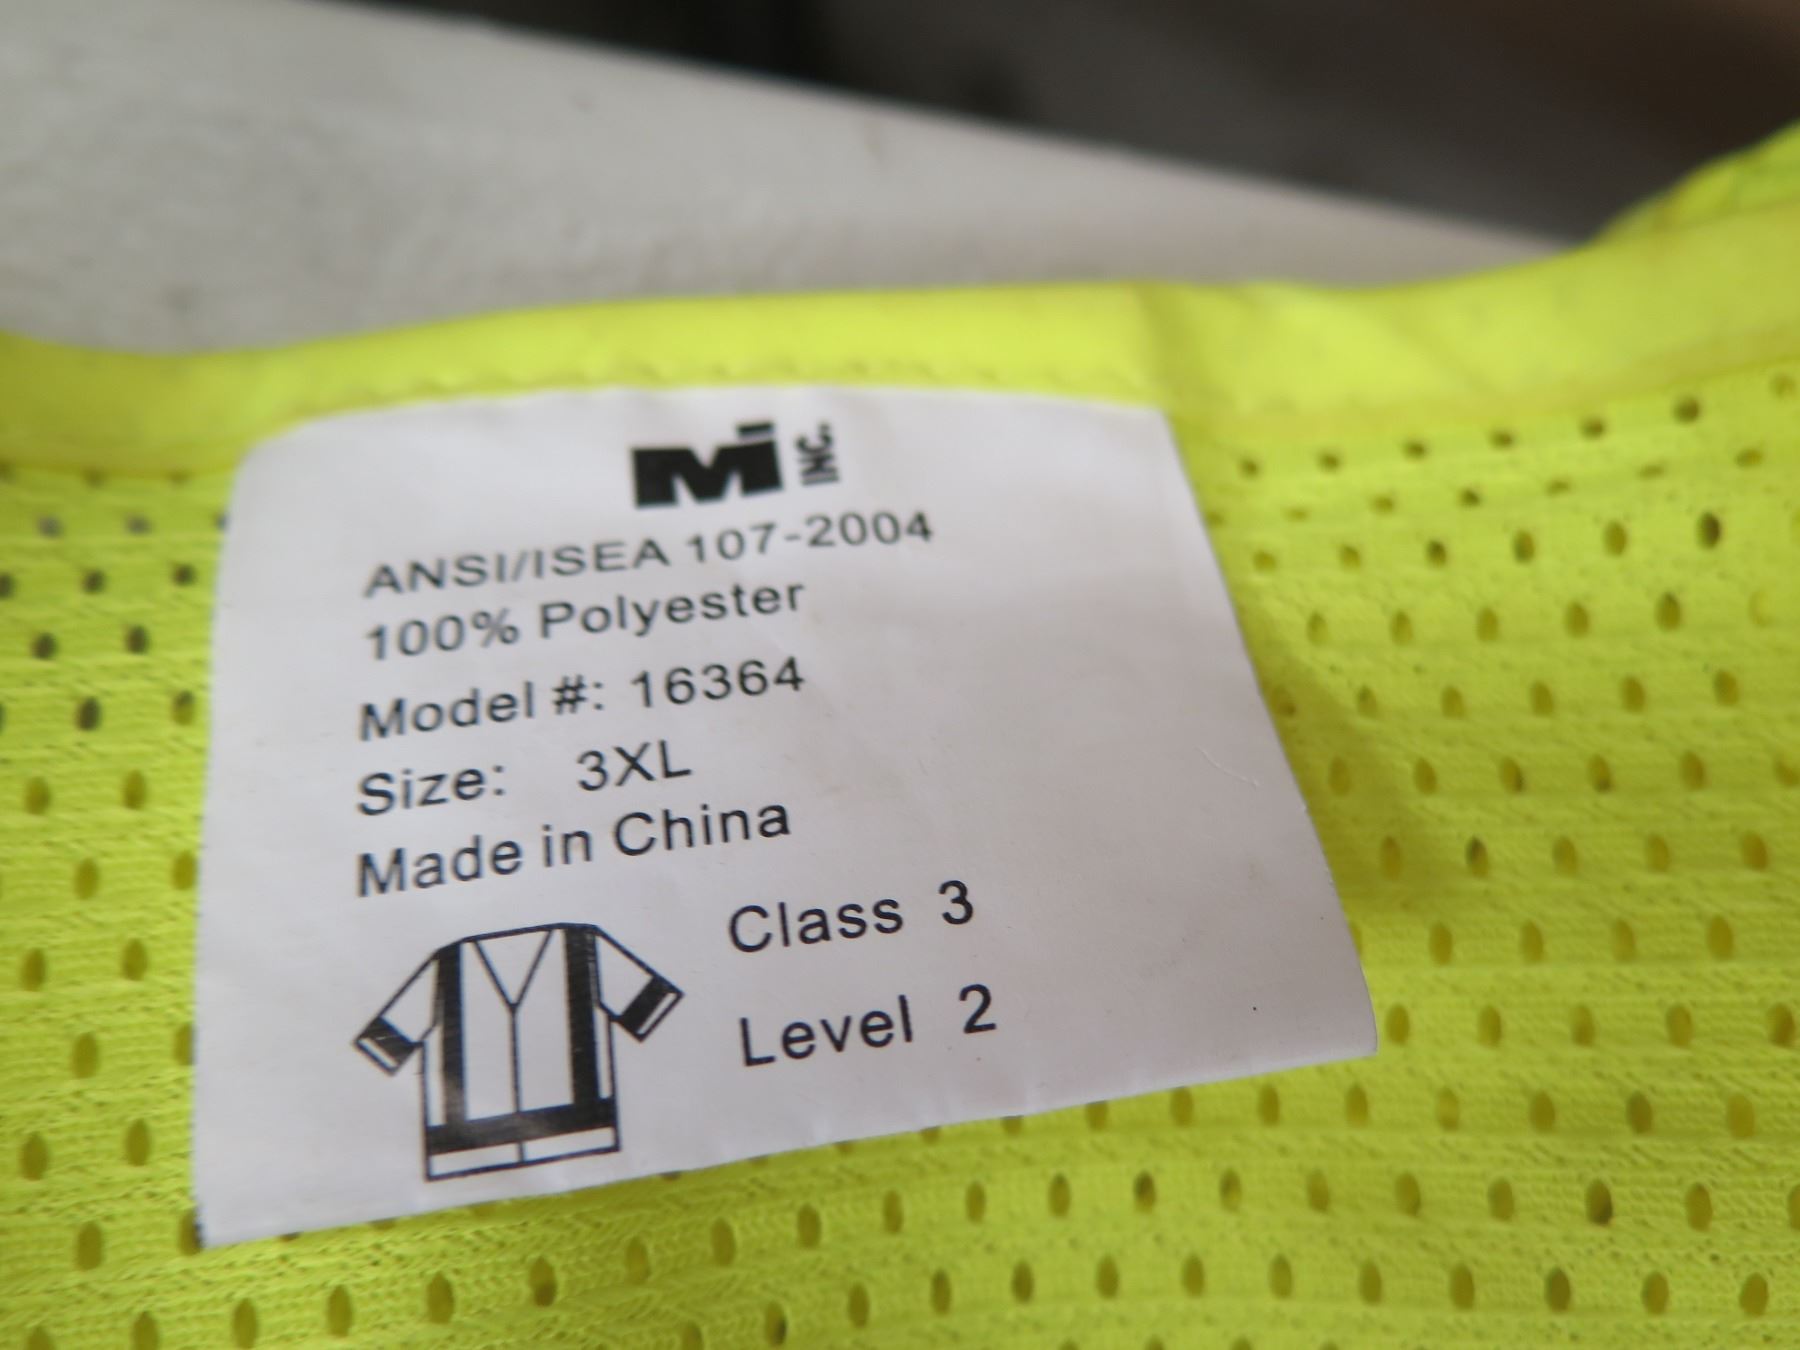 Mi INC.
ANSI/ISEA 107-2004
100% Polyester
Model #: 16364
Size: 3XL
Made in China
Class 3
Level 2